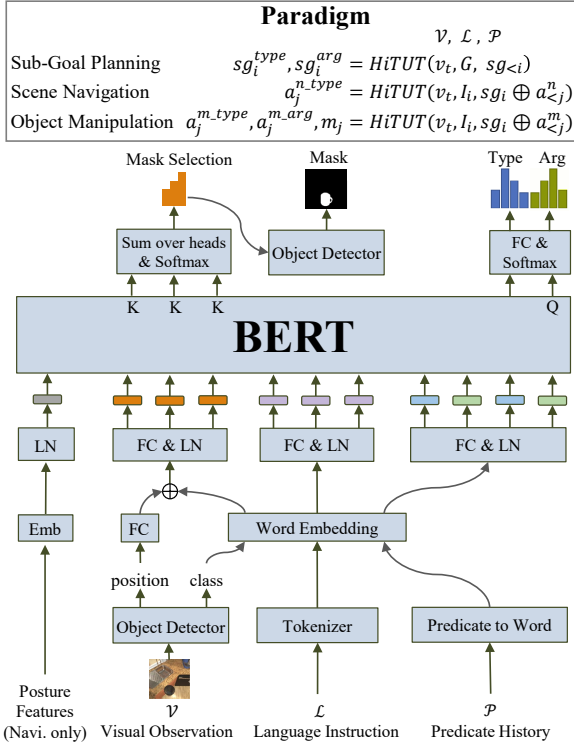 Paradigm
𝒱, ℒ, 𝒫
Sub-Goal Planning sg_i^{type}, sg_i^{arg} = HiTUT(v_t, G, sg_{<i})
Scene Navigation a_j^{n_type} = HiTUT(v_t, I_i, sg_i ⊕ a_{<j}^n)
Object Manipulation a_j^{m_type}, a_j^{m_arg}, m_j = HiTUT(v_t, I_i, sg_i ⊕ a_{<j}^m)
Mask Selection Mask Type Arg
Sum over heads
& Softmax
Object Detector
FC &
Softmax
K K K Q
BERT
LN FC & LN FC & LN FC & LN
Emb FC Word Embedding
position class
Object Detector Tokenizer Predicate to Word
Posture
Features
(Navi. only)
𝒱
Visual Observation
ℒ
Language Instruction
𝒫
Predicate History